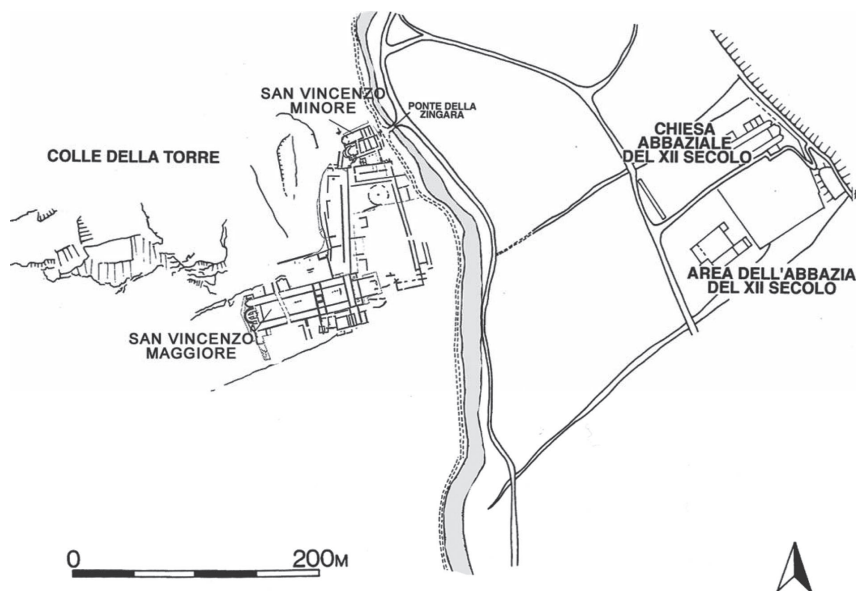 SAN VINCENZO
MINORE
PONTE DELLA
ZINGARA
COLLE DELLA TORRE
CHIESA
ABBAZIALE
DEL XII SECOLO
AREA DELL'ABBAZIA
DEL XII SECOLO
SAN VINCENZO
MAGGIORE
0
200M